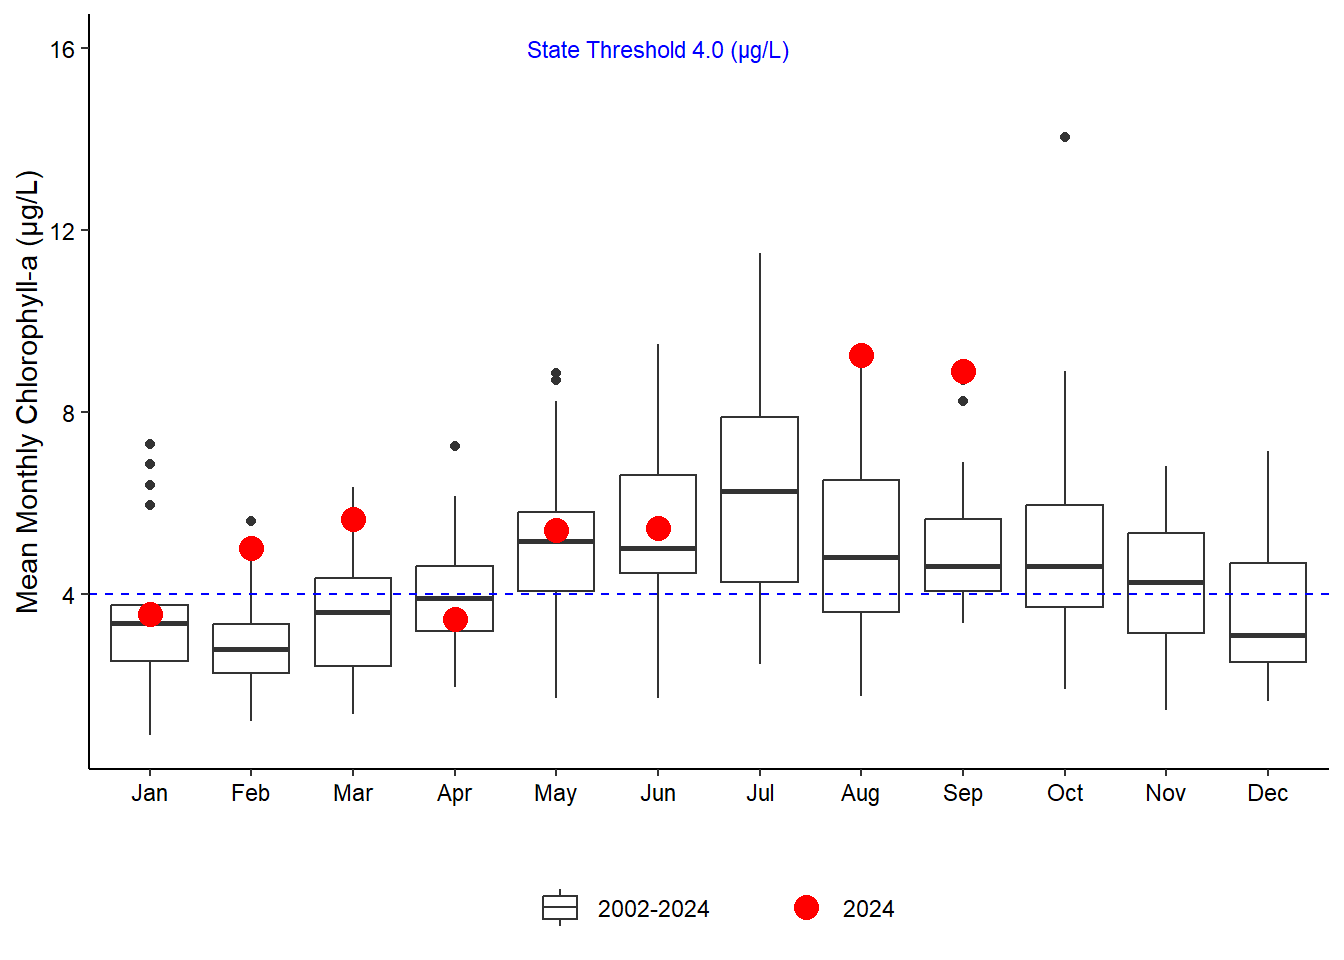 State Threshold 4.0 (µg/L)
Mean Monthly Chlorophyll-a (µg/L)
16
12
8
4
Jan Feb Mar Apr May Jun Jul Aug Sep Oct Nov Dec
2002-2024 2024